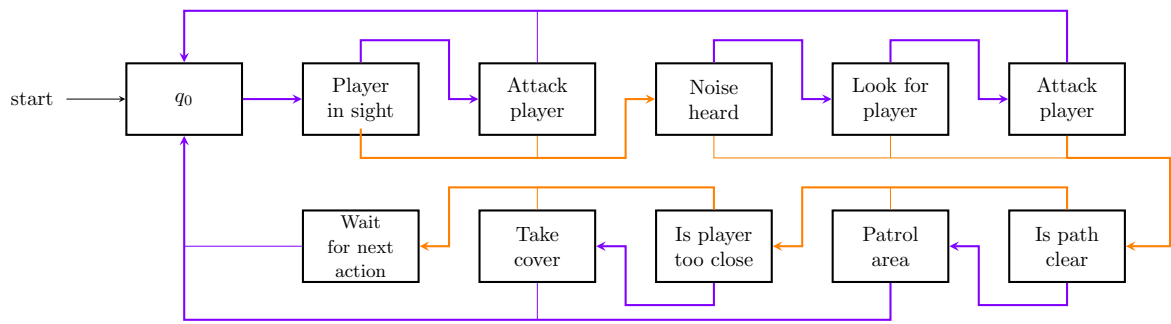 start
q₀
Player
in sight
Attack
player
Noise
heard
Look for
player
Attack
player
Wait
for next
action
Take
cover
Is player
too close
Patrol
area
Is path
clear